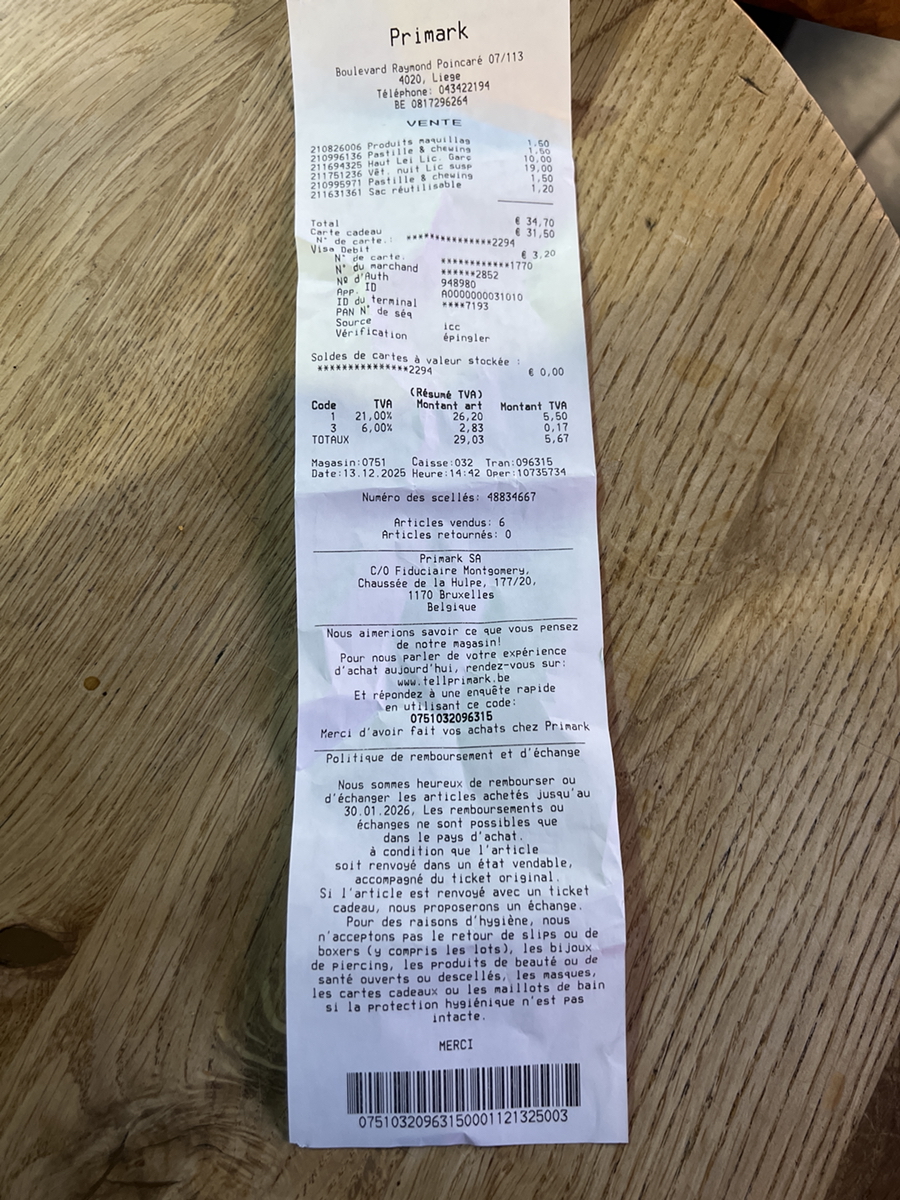 Primark
Boulevard Raymond Poincaré 07/113
4020, Liege
Téléphone: 043422194
BE 0817296264
VENTE
210826006 Produits maquillas 1,50
210996136 Pastille & chewing 1,50
211694325 Haut Lei Lic. Garc 10,00
211751236 Vêt. nuit Lic susp 19,00
210995971 Pastille & chewing 1,50
211631361 Sac réutilisable 1,20
Total € 34,70
Carte cadeau € 31,50
N° de carte.: ***************2294
Visa Debit € 3,20
N° de carte. ************1770
N° du marchand ******2852
Nº d'Auth 948980
App. ID A0000000031010
ID du terminal ****7193
PAN N° de séq
Source icc
Vérification épingler
Soldes de cartes à valeur stockée :
***************2294 € 0,00
(Résumé TVA)
Code TVA Montant art Montant TVA
1 21,00% 26,20 5,50
3 6,00% 2,83 0,17
TOTAUX 29,03 5,67
Magasin:0751 Caisse:032 Tran:096315
Date:13.12.2025 Heure:14:42 Oper:10735734
Numéro des scellés: 48834667
Articles vendus: 6
Articles retournés: 0
Primark SA
C/O Fiduciaire Montgomery,
Chaussée de la Hulpe, 177/20,
1170 Bruxelles
Belgique
Nous aimerions savoir ce que vous pensez
de notre magasin!
Pour nous parler de votre expérience
d'achat aujourd'hui, rendez-vous sur:
www.tellprimark.be
Et répondez à une enquête rapide
en utilisant ce code:
0751032096315
Merci d'avoir fait vos achats chez Primark
Politique de remboursement et d'échange
Nous sommes heureux de rembourser ou
d'échanger les articles achetés jusqu'au
30.01.2026, Les remboursements ou
échanges ne sont possibles que
dans le pays d'achat.
à condition que l'article
soit renvoyé dans un état vendable,
accompagné du ticket original.
Si l'article est renvoyé avec un ticket
cadeau, nous proposerons un échange.
Pour des raisons d'hygiène, nous
n'acceptons pas le retour de slips ou de
boxers (y compris les lots), les bijoux
de piercing, les produits de beauté ou de
santé ouverts ou descellés, les masques,
les cartes cadeaux ou les maillots de bain
si la protection hygiénique n'est pas
intacte.
MERCI
07510320963150001121325003